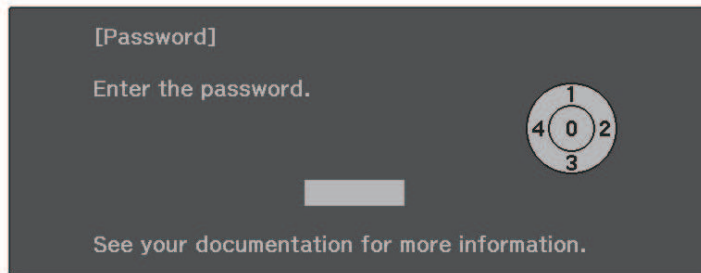 [Password]
Enter the password.
1
4 0 2
3
See your documentation for more information.